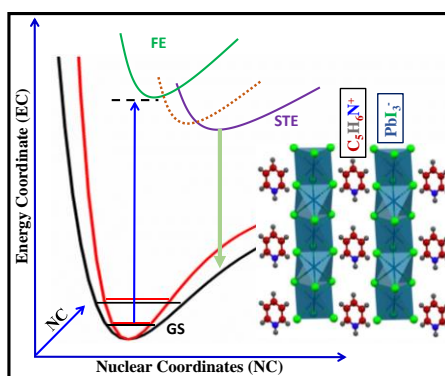 Energy Coordinate (EC)
FE
STE
GS
NC
Nuclear Coordinates (NC)
C₅H₆N⁺
PbI₃⁻